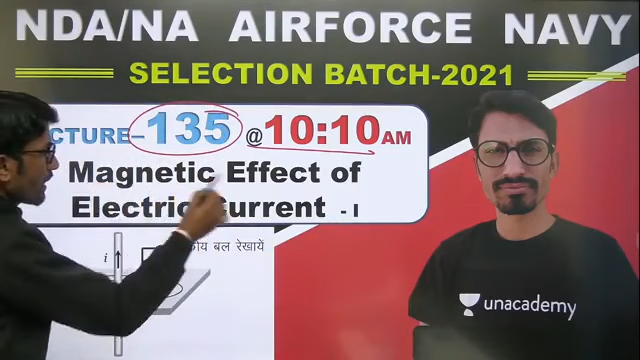 NDA/NA AIRFORCE NAVY
SELECTION BATCH-2021
CTURE-135 @10:10AM
Magnetic Effect of
Electric Current - I
बल रेखायें
i
unacademy